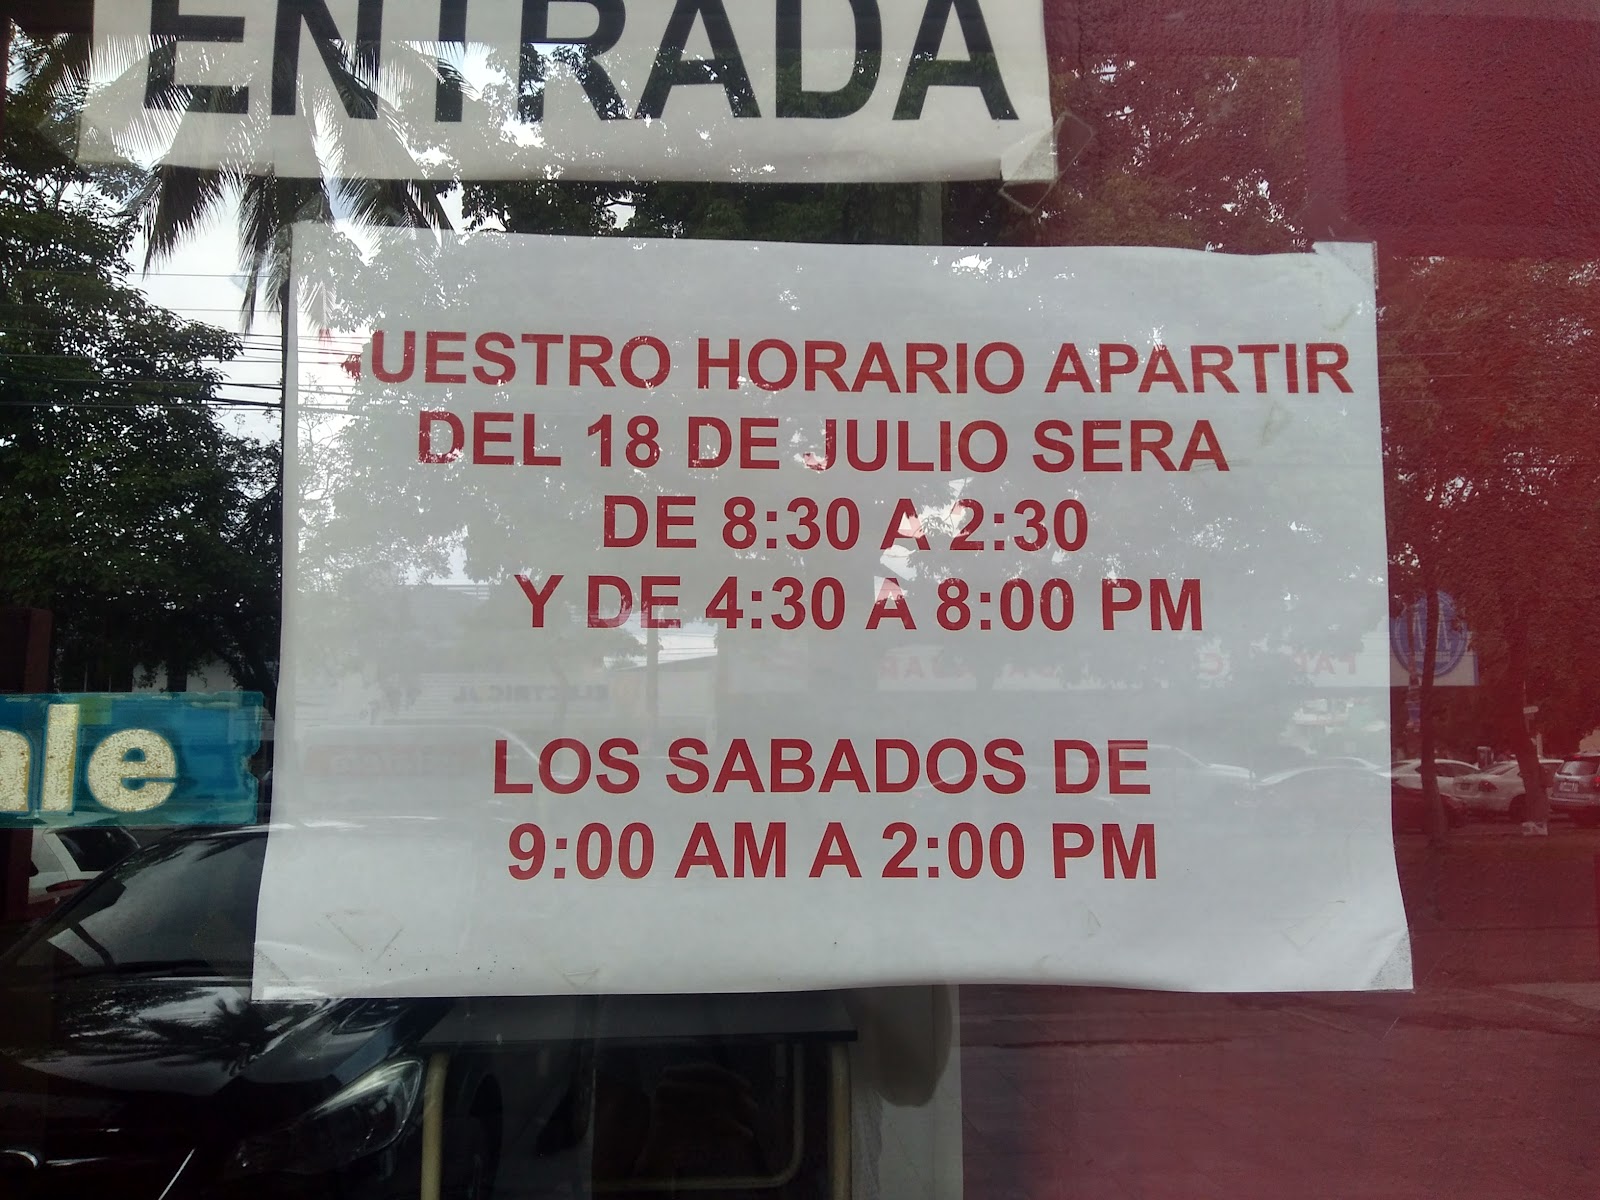 ENTRADA
NUESTRO HORARIO APARTIR
DEL 18 DE JULIO SERA
DE 8:30 A 2:30
Y DE 4:30 A 8:00 PM
LOS SABADOS DE
9:00 AM A 2:00 PM
ale